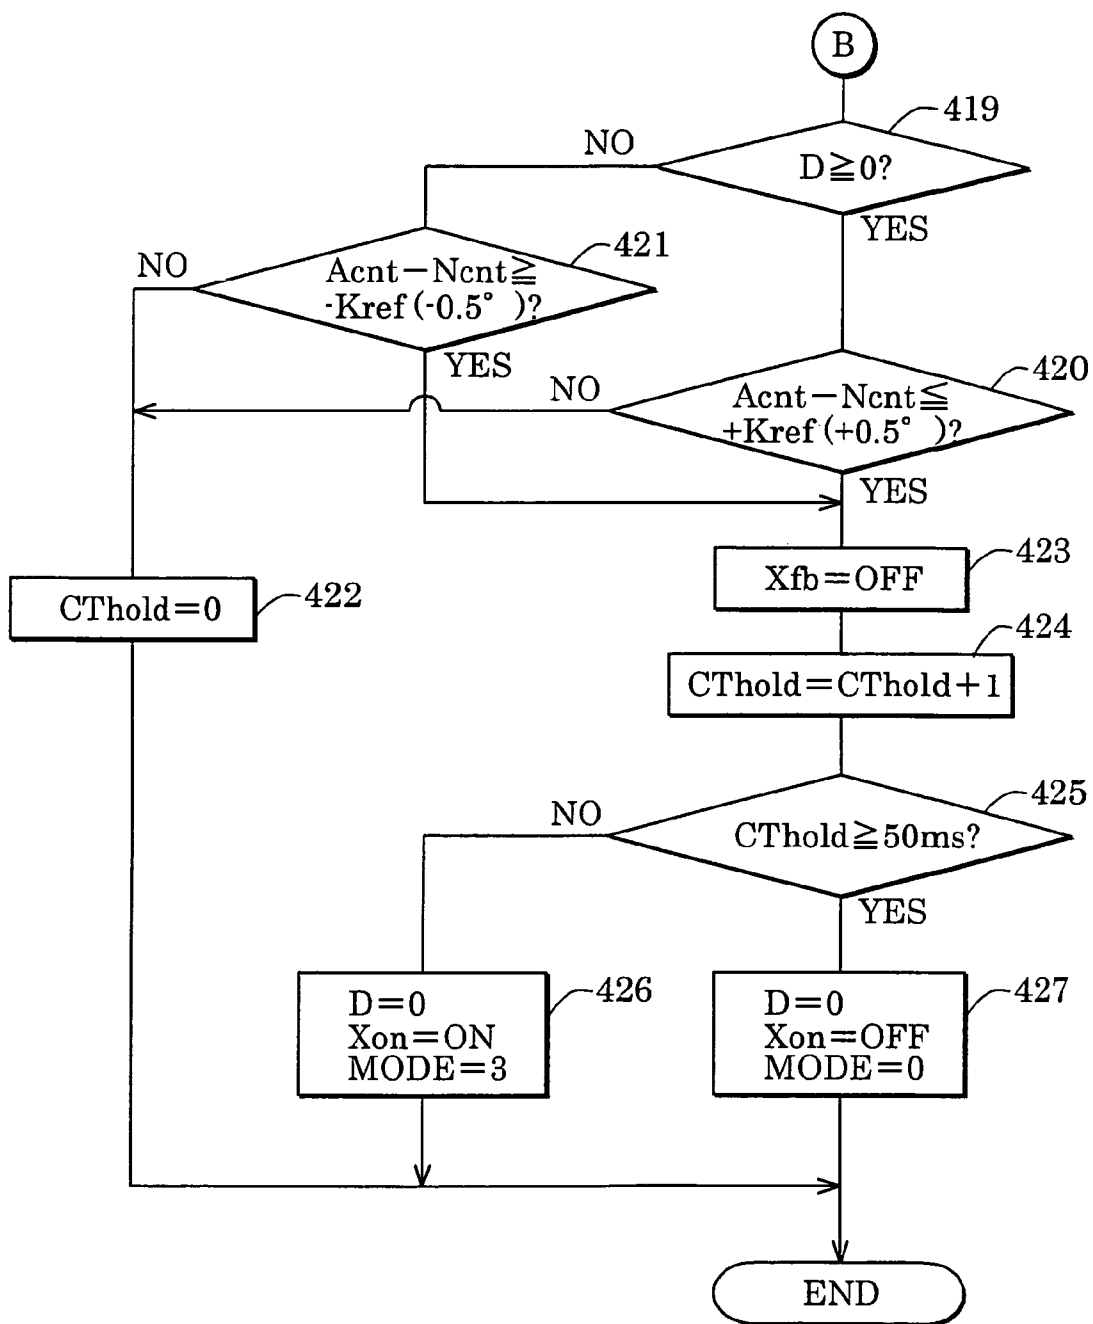 B
419
NO
D≧0?
YES
421
NO
Acnt−Ncnt≧
-Kref(-0.5°)?
YES
420
NO
Acnt−Ncnt≦
+Kref(+0.5°)?
YES
423
Xfb=OFF
CThold=0
422
424
CThold=CThold+1
425
NO
CThold≧50ms?
YES
D=0
Xon=ON
MODE=3
426
D=0
Xon=OFF
MODE=0
427
END